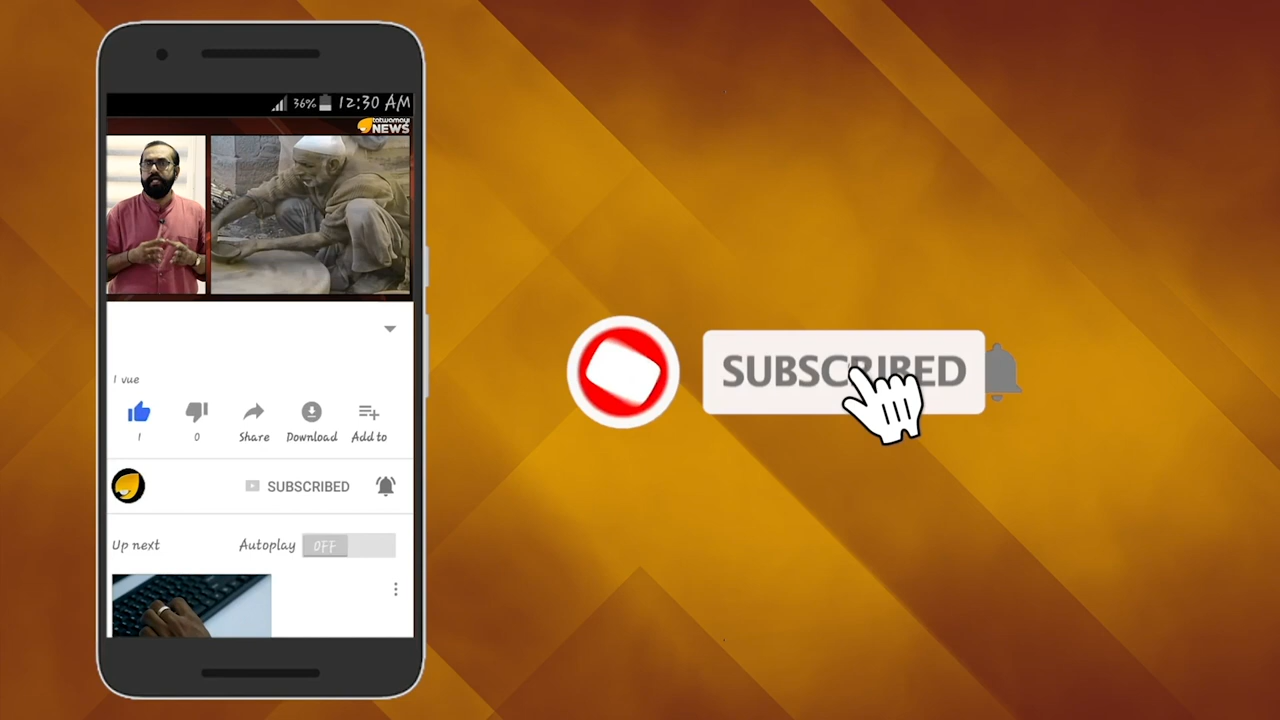 36% 12:30 AM
tatwamayi
NEWS
1 vue
1
0
Share
Download
Add to
SUBSCRIBED
Up next
Autoplay
OFF
SUBSCRIBED